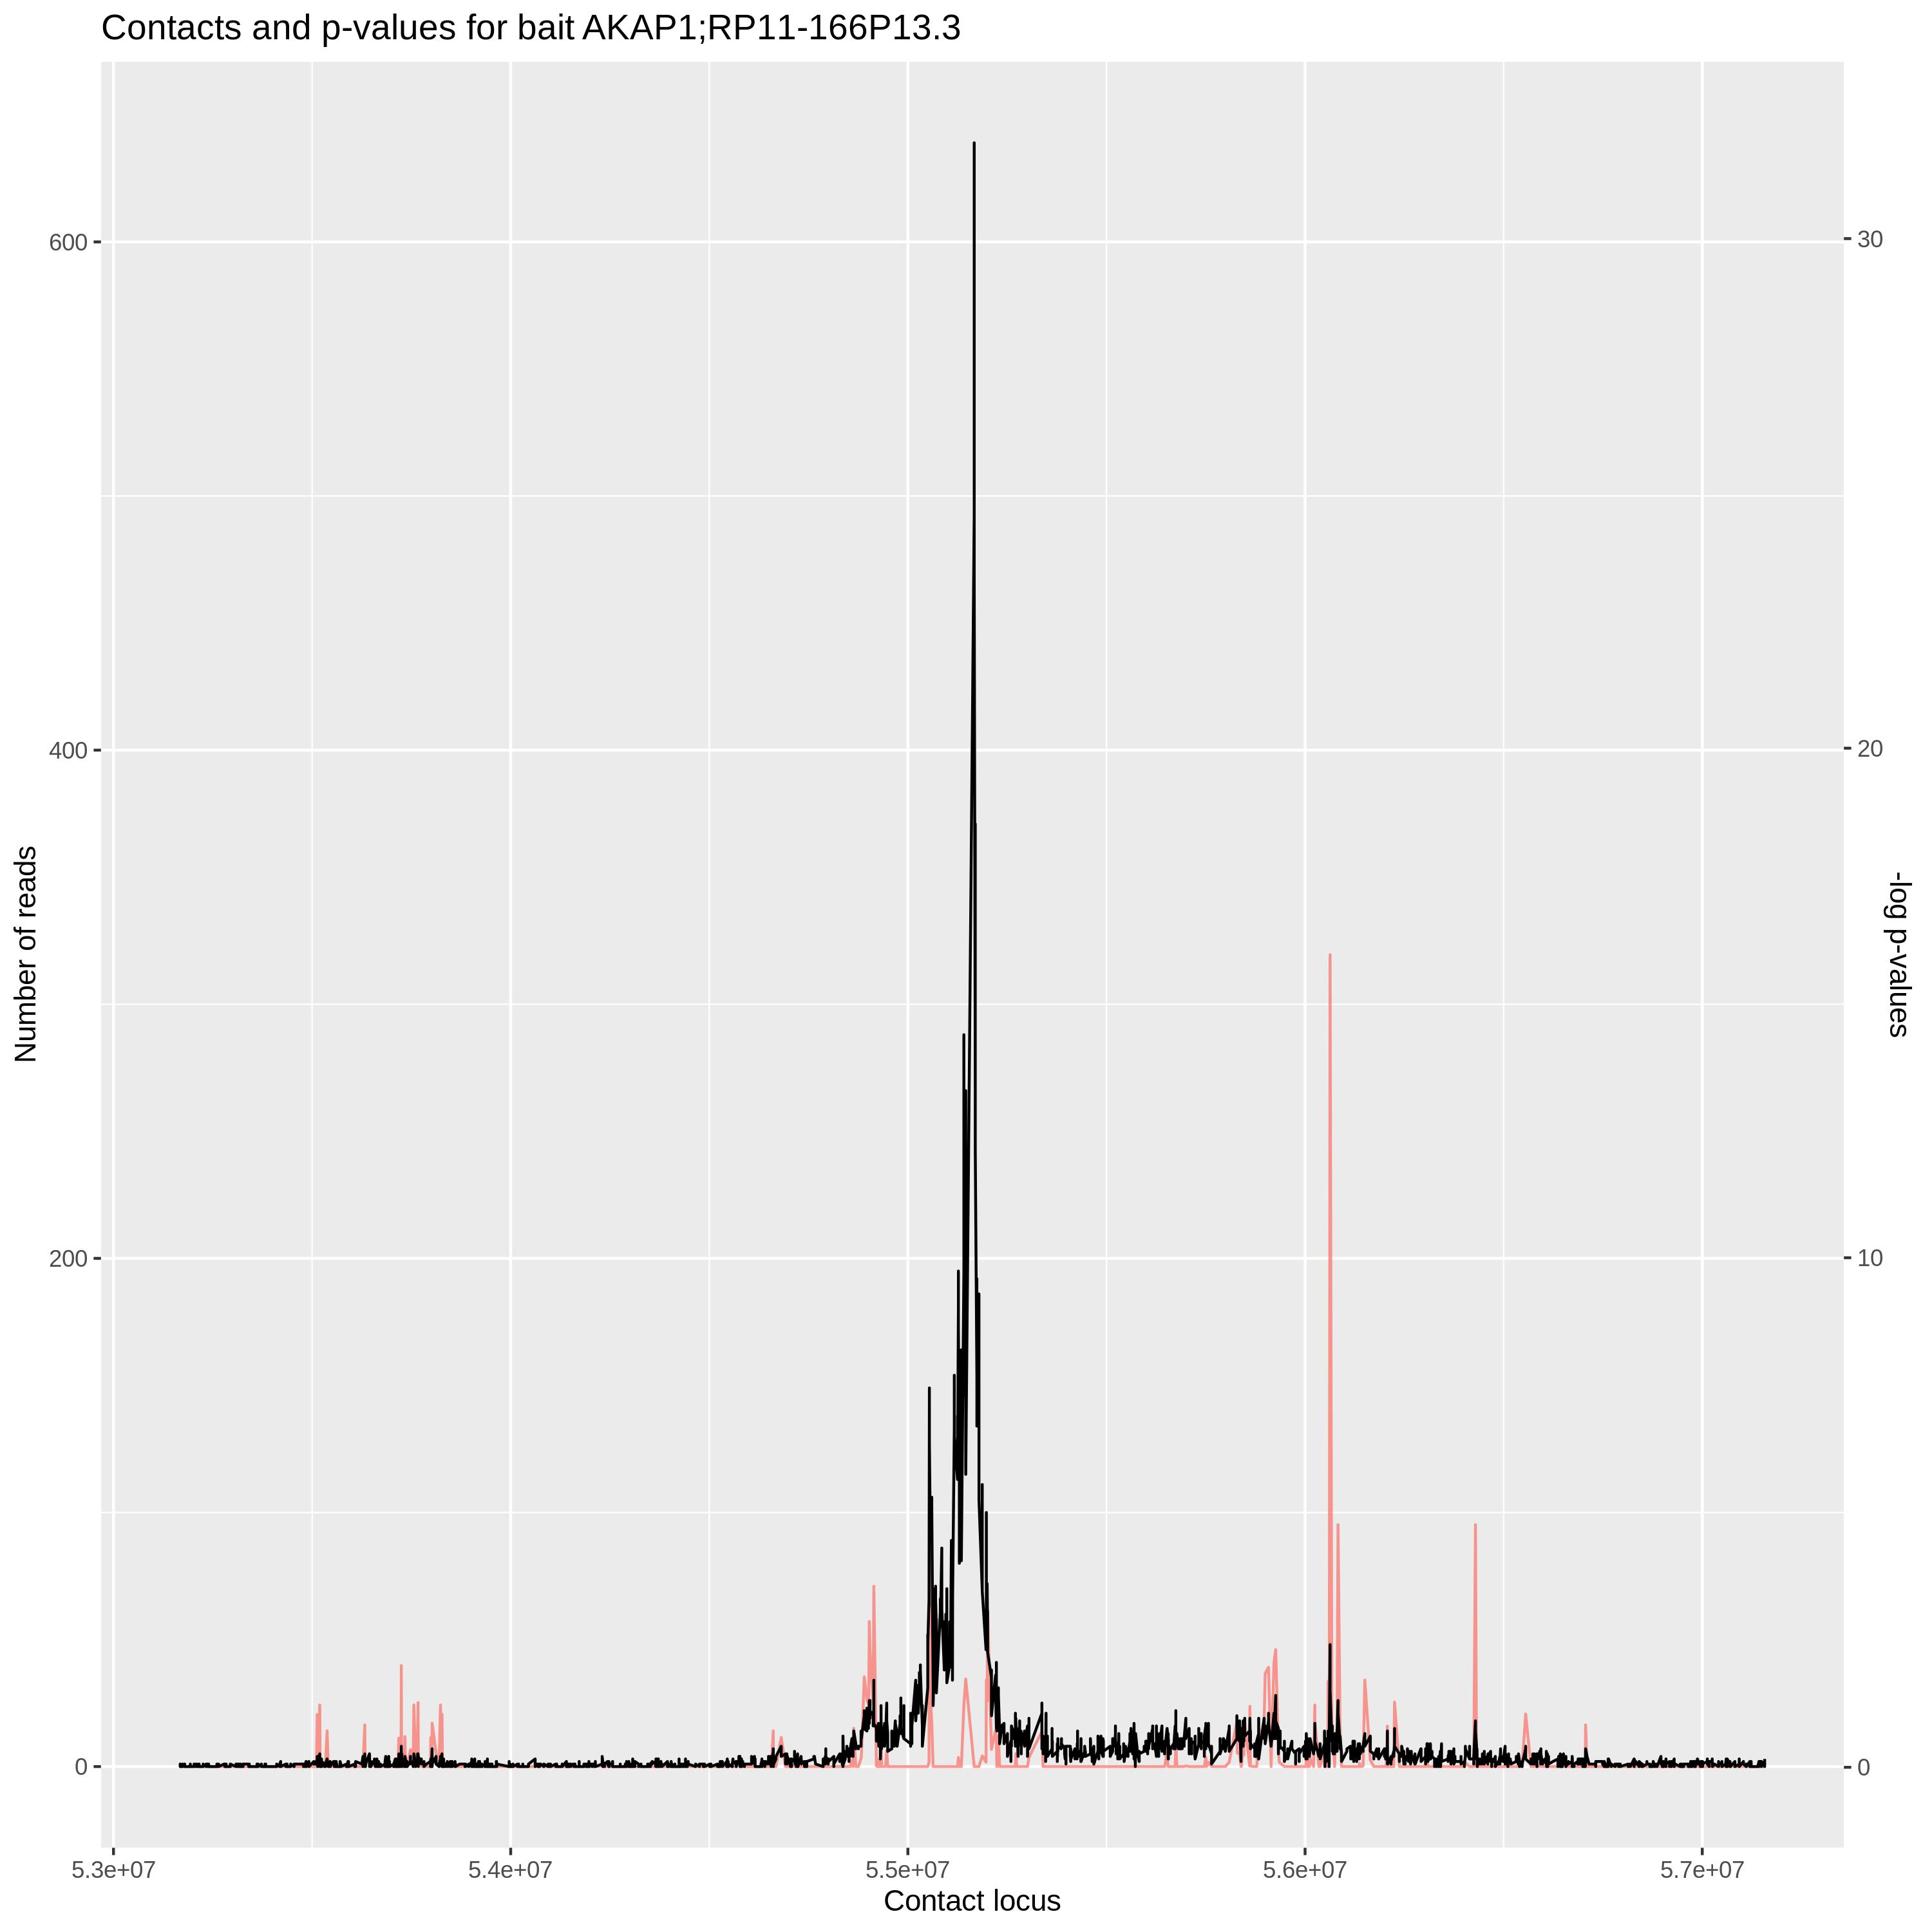 Contacts and p-values for bait AKAP1;RP11-166P13.3
600
400
200
0
Number of reads
30
20
10
0
-log p-values
5.3e+07
5.4e+07
5.5e+07
5.6e+07
5.7e+07
Contact locus